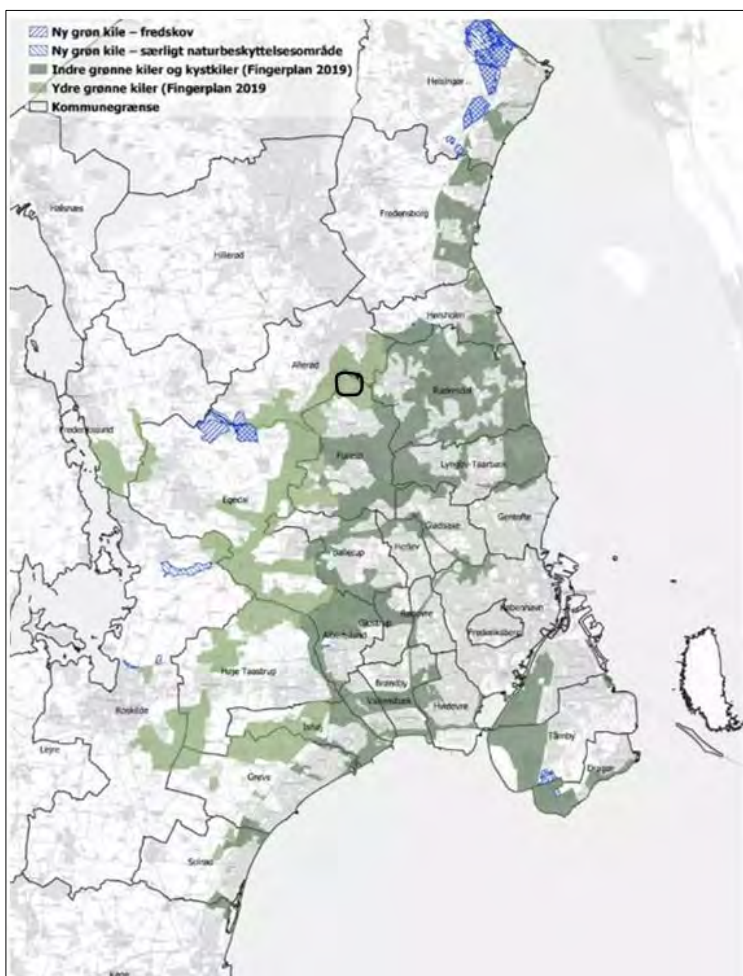 Ny grøn kile – fredskov
Ny grøn kile – særligt naturbeskyttelsesområde
Indre grønne kiler og kystkiler (Fingerplan 2019)
Ydre grønne kiler (Fingerplan 2019
Kommunegrænse
Helsingør
Halsnæs
Fredensborg
Hillerød
Hørsholm
Allerød
Rudersdal
Frederikssund
Furesø
Lyngby-Taarbæk
Egedal
Gladsaxe
Gentofte
Ballerup
Herlev
Rødovre
København
Glostrup
Albertslund
Frederiksberg
Høje Taastrup
Brøndby
Vallensbæk
Hvidovre
Roskilde
Ishøj
Tårnby
Lejre
Dragør
Greve
Solrød
Køge